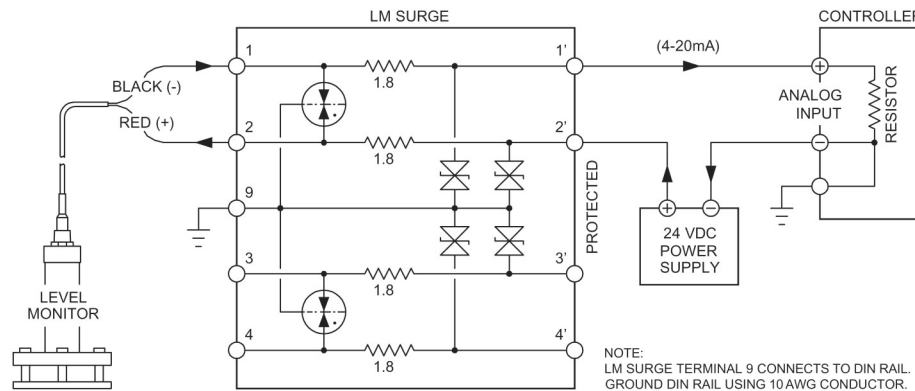 LM SURGE
CONTROLLER
1
1'
(4-20mA)
+
BLACK (-)
1.8
ANALOG
INPUT
RESISTOR
RED (+)
2
2'
1.8
-
9
PROTECTED
+
-
24 VDC
POWER
SUPPLY
3
3'
1.8
LEVEL
MONITOR
4
4'
1.8
NOTE:
LM SURGE TERMINAL 9 CONNECTS TO DIN RAIL.
GROUND DIN RAIL USING 10 AWG CONDUCTOR.